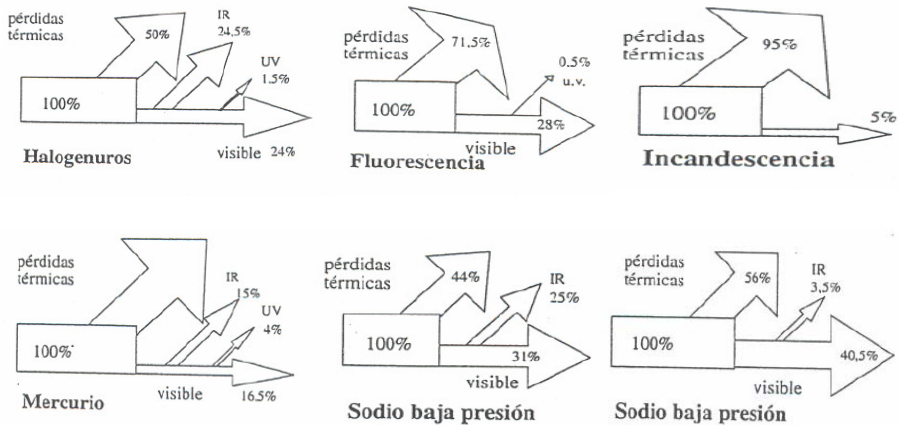 pérdidas
térmicas
50%
IR
24,5%
UV
1.5%
100%
visible 24%
Halogenuros
pérdidas
térmicas
71.5%
0.5%
u.v.
100%
28%
visible
Fluorescencia
pérdidas
térmicas
95%
100%
5%
Incandescencia
pérdidas
térmicas
IR
15%
UV
4%
100%
visible
16.5%
Mercurio
pérdidas
térmicas
44%
IR
25%
100%
31%
visible
Sodio baja presión
pérdidas
térmicas
56%
IR
3,5%
100%
40,5%
visible
Sodio baja presión